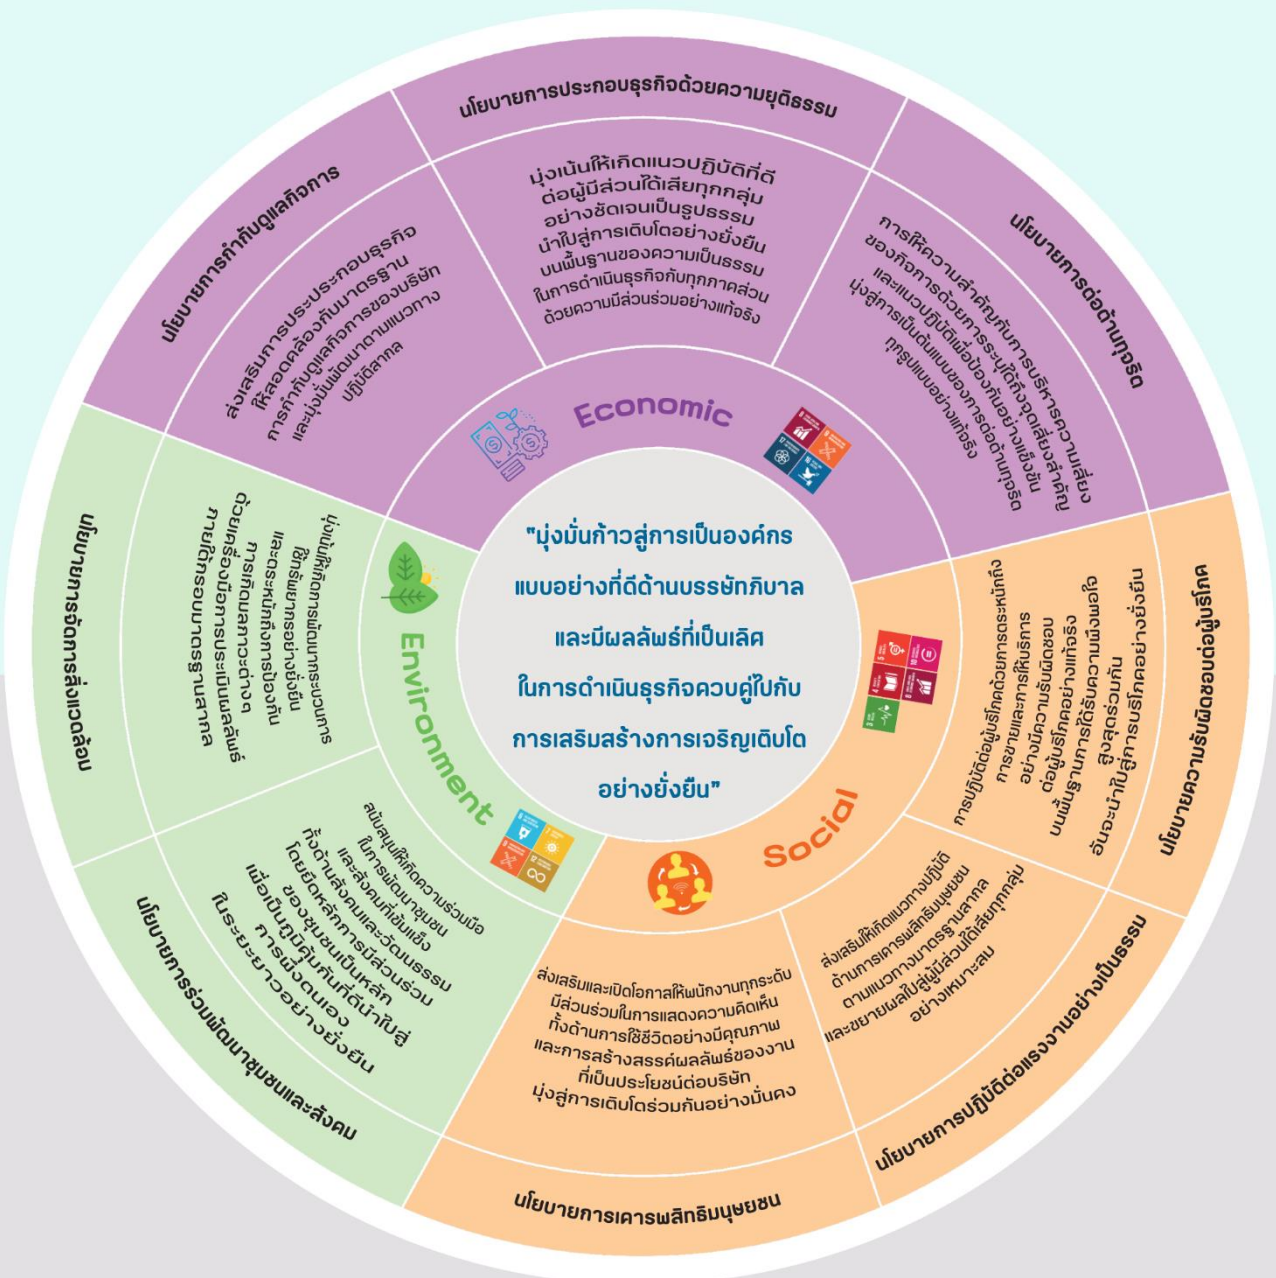 "มุ่งมั่นก้าวสู่การเป็นองค์กร
แบบอย่างที่ดีด้านบรรษัทภิบาล
และมีผลลัพธ์ที่เป็นเลิศ
ในการดำเนินธุรกิจควบคู่ไปกับ
การเสริมสร้างการเจริญเติบโต
อย่างยั่งยืน"
Economic
นโยบายการกำกับดูแลกิจการ
ส่งเสริมการประกอบธุรกิจ
ให้สอดคล้องกับมาตรฐาน
การกำกับดูแลกิจการของบริษัท
และมุ่งมั่นพัฒนาตามแนวทาง
ปฏิบัติสากล
นโยบายการประกอบธุรกิจด้วยความยุติธรรม
มุ่งเน้นให้เกิดแนวปฏิบัติที่ดี
ต่อผู้มีส่วนได้เสียทุกกลุ่ม
อย่างชัดเจนเป็นรูปธรรม
นำไปสู่การเติบโตอย่างยั่งยืน
บนพื้นฐานของความเป็นธรรม
ในการดำเนินธุรกิจกับทุกภาคส่วน
ด้วยความมีส่วนร่วมอย่างแท้จริง
นโยบายการต่อต้านทุจริต
การให้ความสำคัญกับการบริหารความเสี่ยง
ของกิจการด้วยการระบุได้ถึงจุดเสี่ยงสำคัญ
และแนวปฏิบัติเพื่อป้องกันอย่างแข็งขัน
มุ่งสู่การเป็นต้นแบบของการต่อต้านทุจริต
ทุกรูปแบบอย่างแท้จริง
Social
นโยบายความรับผิดชอบต่อผู้บริโภค
การปฏิบัติต่อผู้บริโภคด้วยการตระหนักถึง
การขายและการให้บริการ
อย่างมีความรับผิดชอบ
ต่อผู้บริโภคอย่างแท้จริง
บนพื้นฐานการได้รับความพึงพอใจ
สูงสุดร่วมกัน
อันจะนำไปสู่การบริโภคอย่างยั่งยืน
นโยบายการปฏิบัติต่อแรงงานอย่างเป็นธรรม
ส่งเสริมให้เกิดแนวทางปฏิบัติ
ด้านการเคารพสิทธิมนุษยชน
ตามแนวทางมาตรฐานสากล
และขยายผลไปสู่ผู้มีส่วนได้เสียทุกกลุ่ม
อย่างเหมาะสม
นโยบายการเคารพสิทธิมนุษยชน
ส่งเสริมและเปิดโอกาสให้พนักงานทุกระดับ
มีส่วนร่วมในการแสดงความคิดเห็น
ทั้งด้านการใช้ชีวิตอย่างมีคุณภาพ
และการสร้างสรรค์ผลลัพธ์ของงาน
ที่เป็นประโยชน์ต่อบริษัท
มุ่งสู่การเติบโตร่วมกันอย่างมั่นคง
Environment
นโยบายการร่วมพัฒนาชุมชนและสังคม
สนับสนุนให้เกิดความร่วมมือ
ในการพัฒนาชุมชน
และสังคมที่เข้มแข็ง
ทั้งด้านสังคมและวัฒนธรรม
โดยยึดหลักการมีส่วนร่วม
ของชุมชนเป็นหลัก
เพื่อเป็นภูมิคุ้มกันที่ดีนำไปสู่
การพึ่งตนเอง
ในระยะยาวอย่างยั่งยืน
นโยบายการจัดการสิ่งแวดล้อม
มุ่งเน้นให้เกิดการพัฒนากระบวนการ
ใช้ทรัพยากรอย่างยั่งยืน
และตระหนักถึงการป้องกัน
การเกิดมลภาวะต่างๆ
ด้วยเครื่องมือการประเมินผลลัพธ์
ภายใต้กรอบมาตรฐานสากล